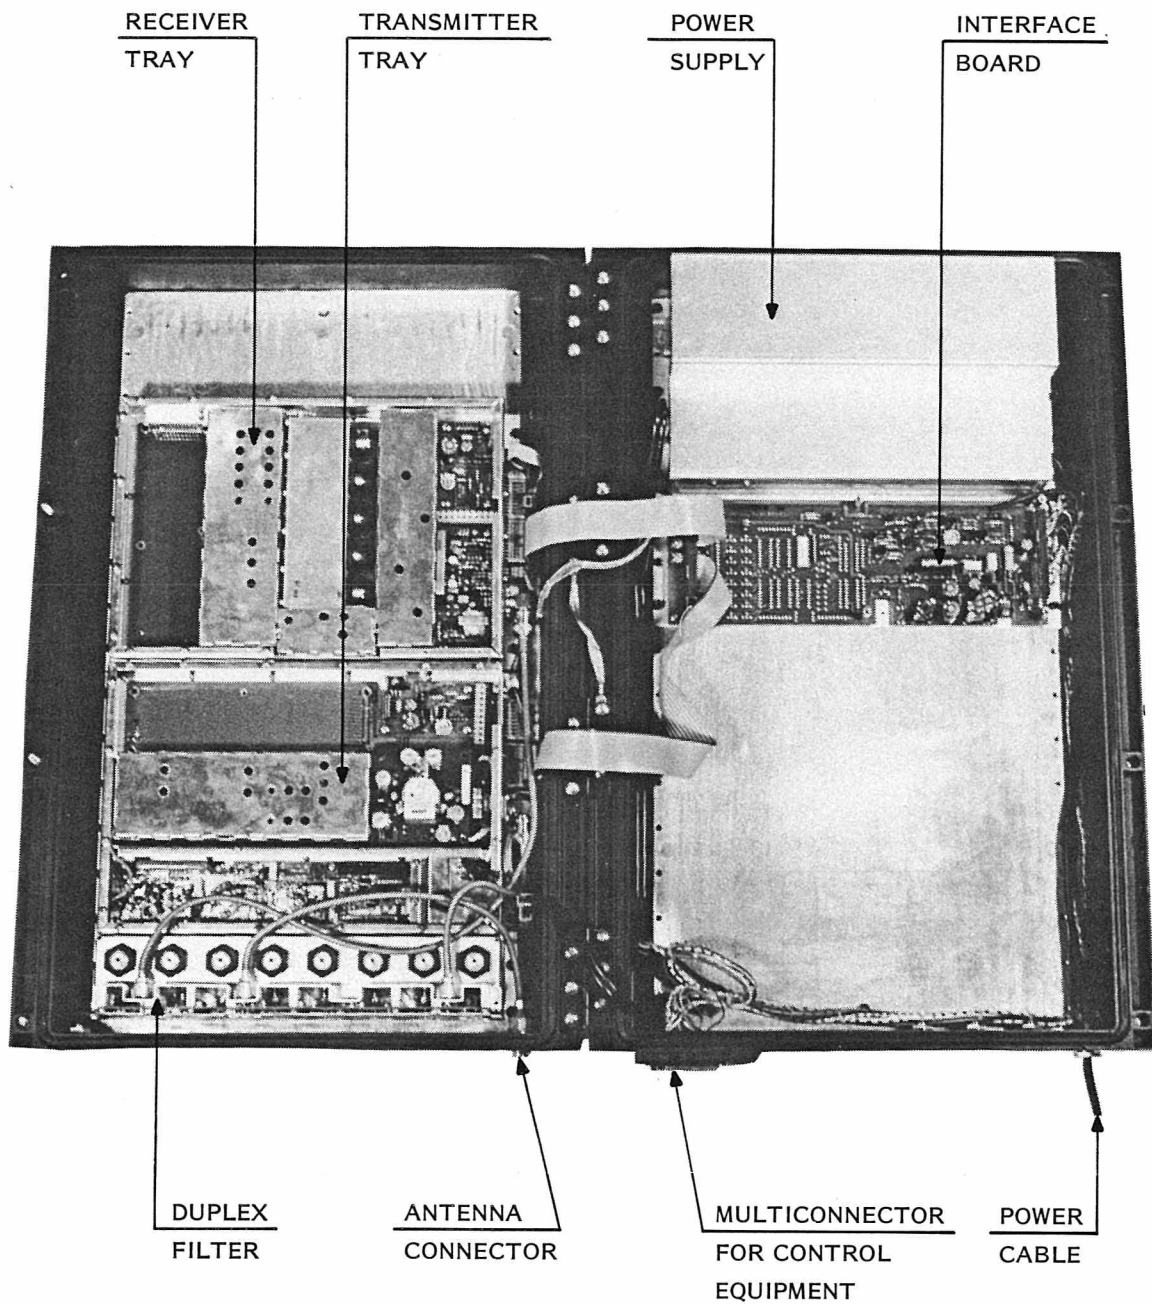 RECEIVER
TRAY
TRANSMITTER
TRAY
POWER
SUPPLY
INTERFACE
BOARD
DUPLEX
FILTER
ANTENNA
CONNECTOR
MULTICONNECTOR
FOR CONTROL
EQUIPMENT
POWER
CABLE